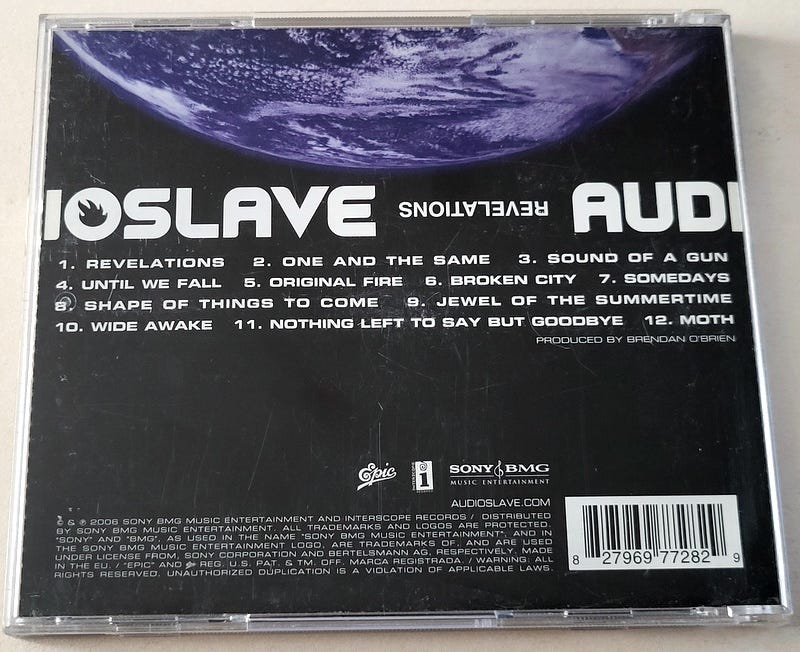 IOSLAVE REVELATIONS AUDI
1. REVELATIONS 2. ONE AND THE SAME 3. SOUND OF A GUN
4. UNTIL WE FALL 5. ORIGINAL FIRE 6. BROKEN CITY 7. SOMEDAYS
8. SHAPE OF THINGS TO COME 9. JEWEL OF THE SUMMERTIME
10. WIDE AWAKE 11. NOTHING LEFT TO SAY BUT GOODBYE 12. MOTH
PRODUCED BY BRENDAN O'BRIEN
Epic INTERSCOPE RECORDS i SONY BMG
MUSIC ENTERTAINMENT
AUDIOSLAVE.COM
© & ℗ 2006 SONY BMG MUSIC ENTERTAINMENT AND INTERSCOPE RECORDS / DISTRIBUTED
BY SONY BMG MUSIC ENTERTAINMENT. ALL TRADEMARKS AND LOGOS ARE PROTECTED.
"SONY" AND "BMG", AS USED IN THE NAME "SONY BMG MUSIC ENTERTAINMENT", AND IN
THE SONY BMG MUSIC ENTERTAINMENT LOGO, ARE TRADEMARKS OF, AND ARE USED
UNDER LICENSE FROM, SONY CORPORATION AND BERTELSMANN AG, RESPECTIVELY. MADE
IN THE EU. / "EPIC" AND REG. U.S. PAT. & TM. OFF. MARCA REGISTRADA. / WARNING: ALL
RIGHTS RESERVED. UNAUTHORIZED DUPLICATION IS A VIOLATION OF APPLICABLE LAWS.
8 27969 77282 9